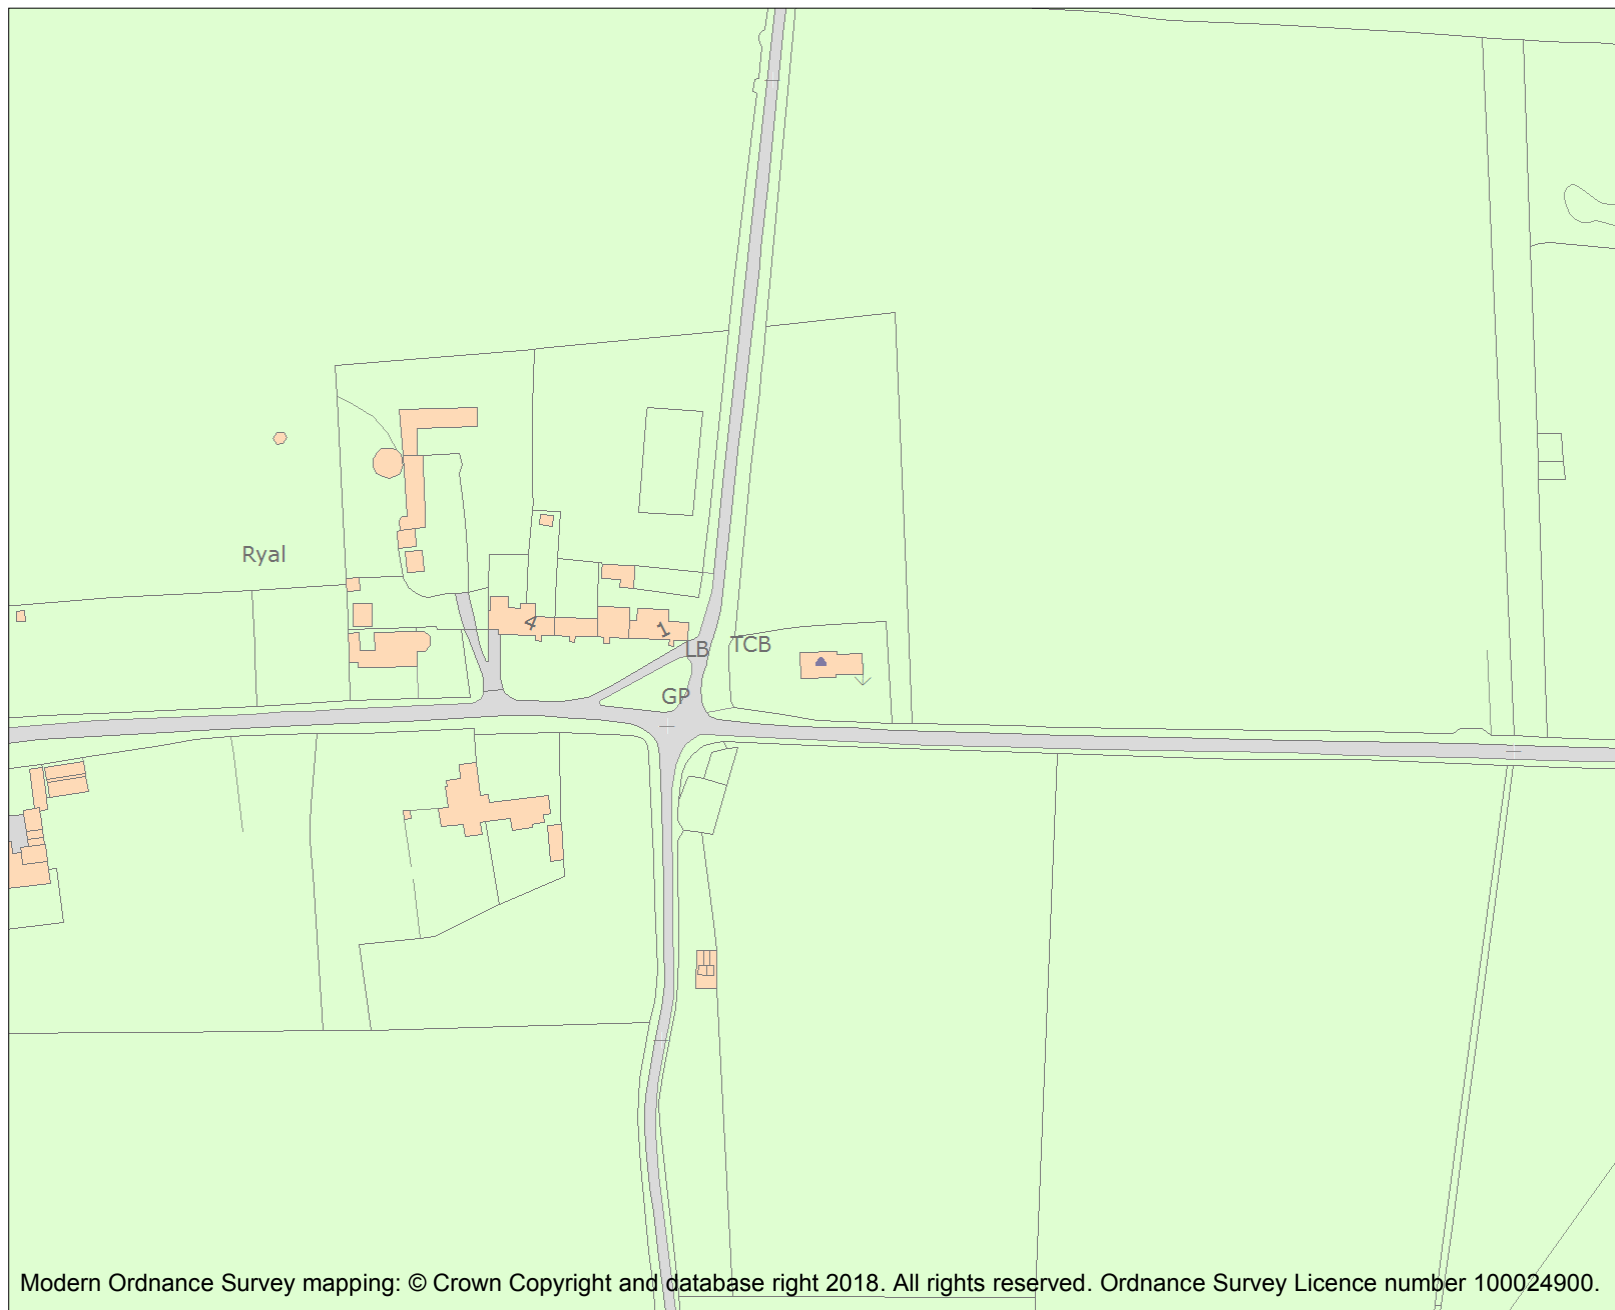 Ryal
4
1
LB
TCB
GP
Modern Ordnance Survey mapping: © Crown Copyright and database right 2018. All rights reserved. Ordnance Survey Licence number 100024900.